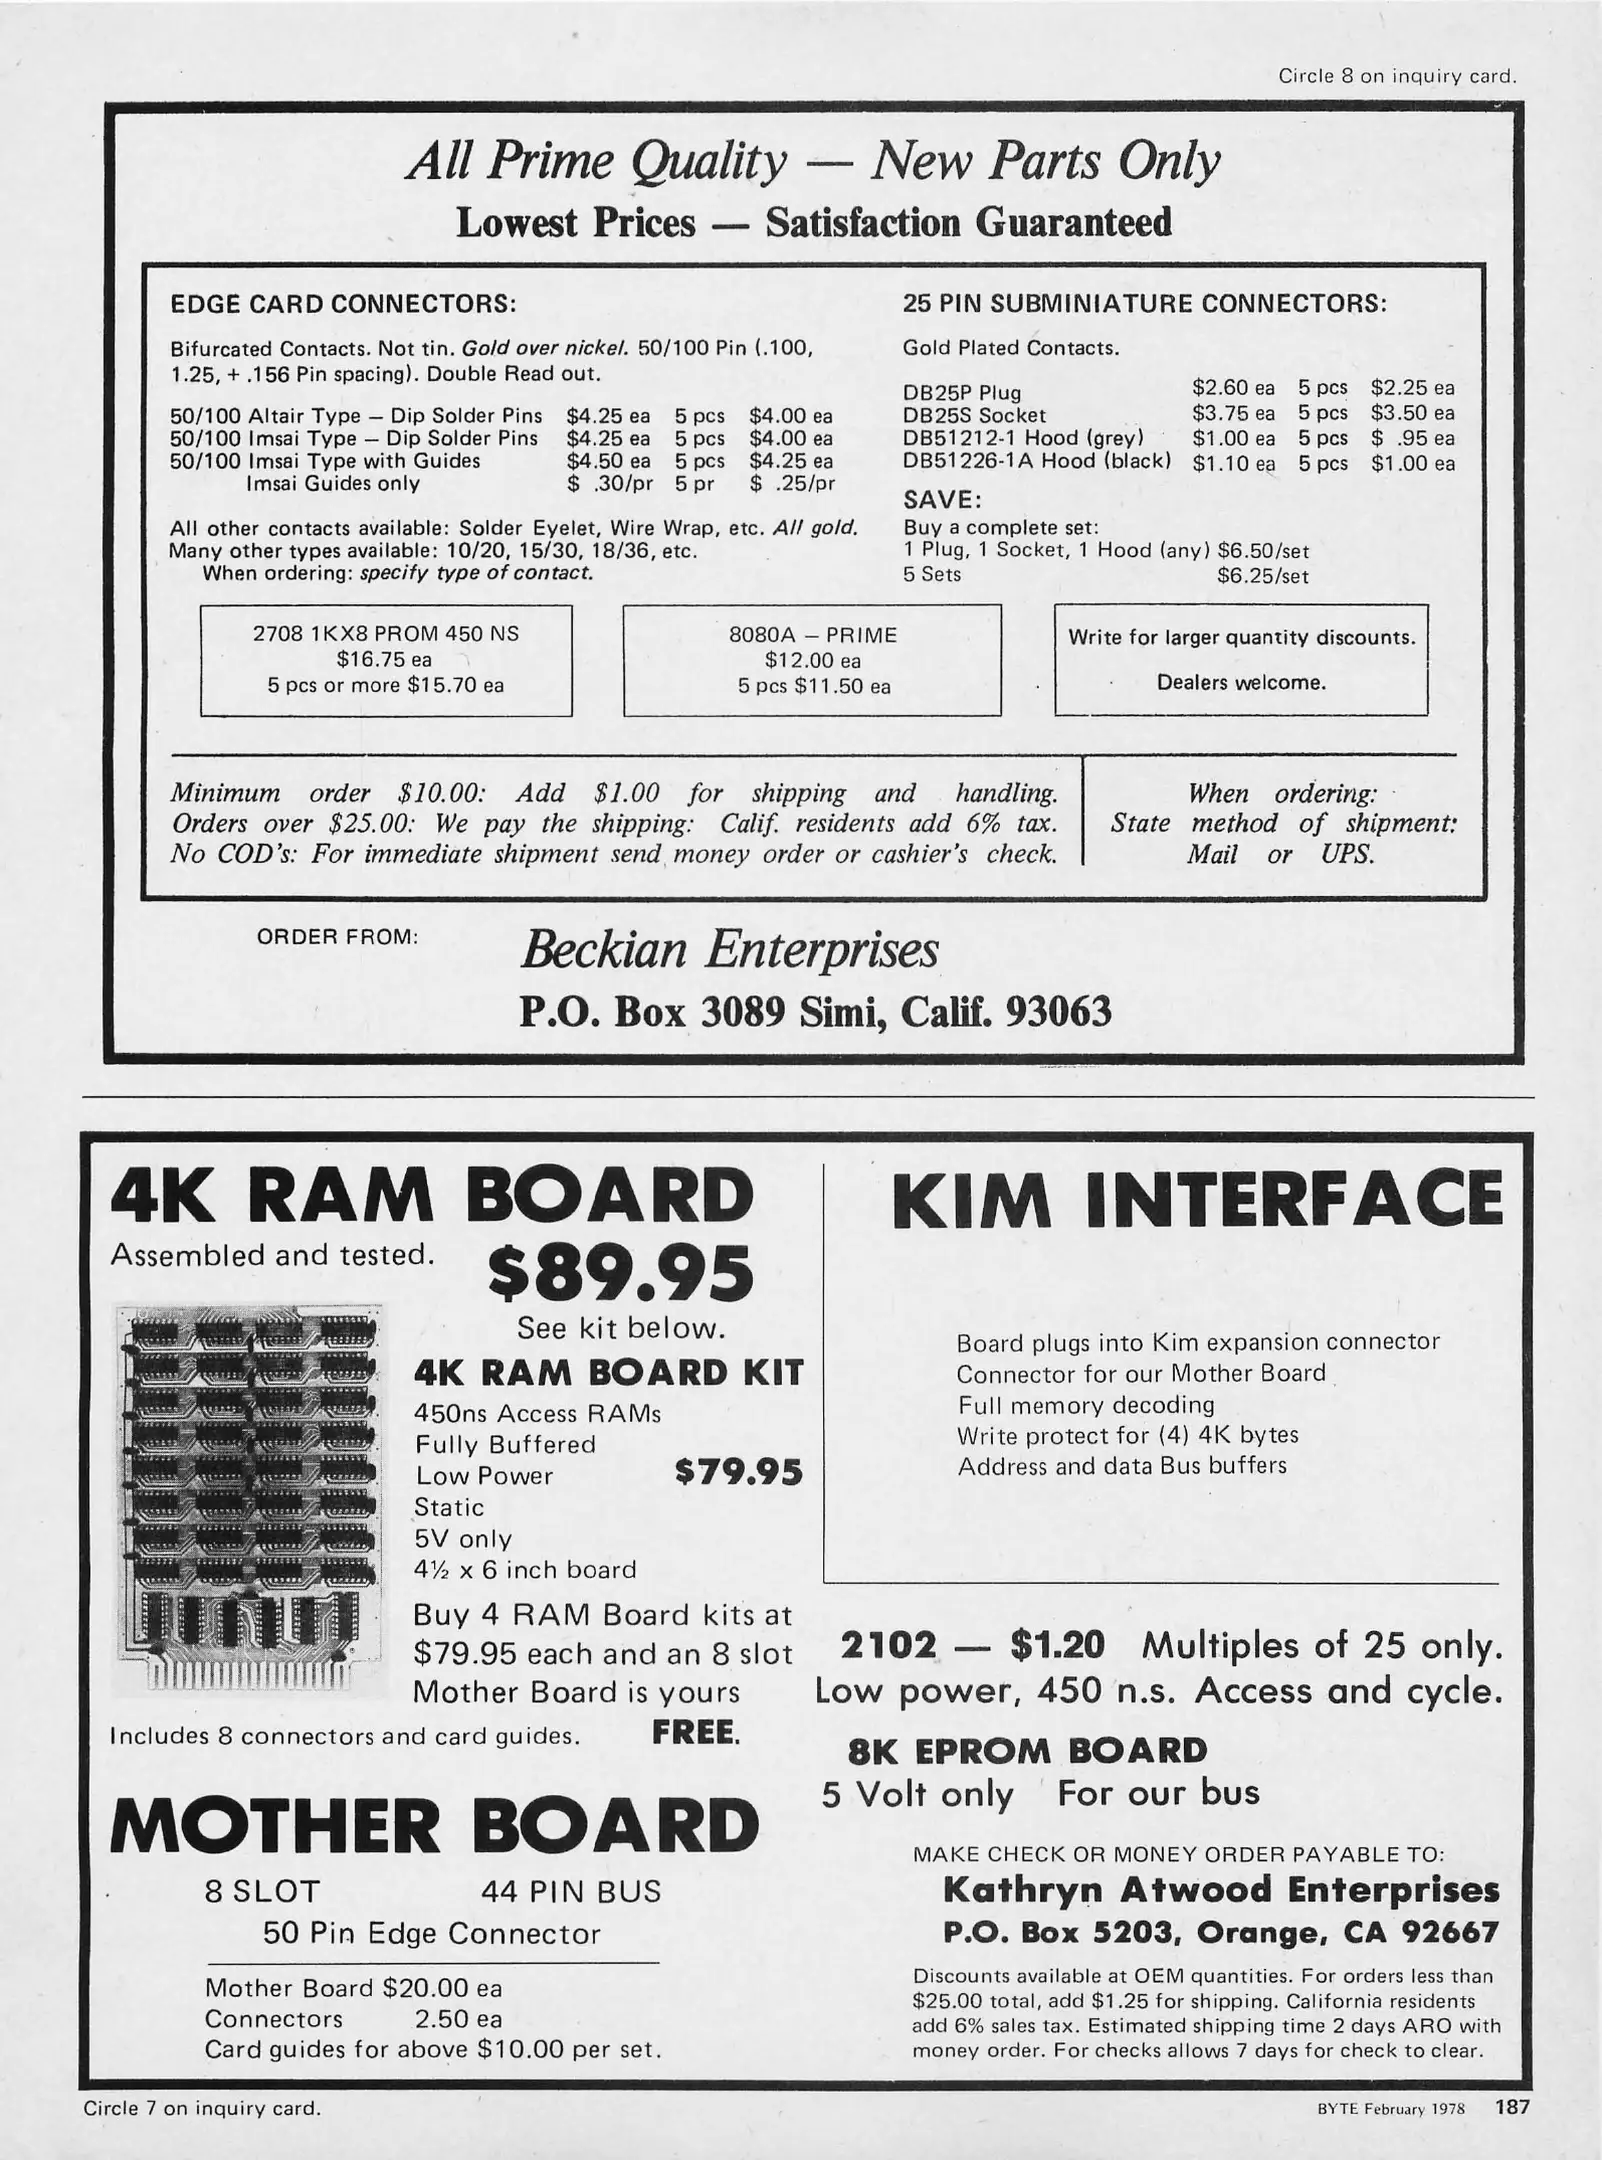 Circle 8 on inquiry card.
All Prime Quality — New Parts Only
Lowest Prices — Satisfaction Guaranteed
EDGE CARD CONNECTORS:
Bifurcated Contacts. Not tin. Gold over nickel. 50/100 Pin (.100,
1.25, + .156 Pin spacing). Double Read out.
50/100 Altair Type – Dip Solder Pins $4.25 ea 5 pcs $4.00 ea
50/100 Imsai Type – Dip Solder Pins $4.25 ea 5 pcs $4.00 ea
50/100 Imsai Type with Guides $4.50 ea 5 pcs $4.25 ea
Imsai Guides only $ .30/pr 5 pr $ .25/pr
All other contacts available: Solder Eyelet, Wire Wrap, etc. All gold.
Many other types available: 10/20, 15/30, 18/36, etc.
When ordering: specify type of contact.
25 PIN SUBMINIATURE CONNECTORS:
Gold Plated Contacts.
DB25P Plug $2.60 ea 5 pcs $2.25 ea
DB25S Socket $3.75 ea 5 pcs $3.50 ea
DB51212-1 Hood (grey) $1.00 ea 5 pcs $ .95 ea
DB51226-1A Hood (black) $1.10 ea 5 pcs $1.00 ea
SAVE:
Buy a complete set:
1 Plug, 1 Socket, 1 Hood (any) $6.50/set
5 Sets $6.25/set
2708 1KX8 PROM 450 NS
$16.75 ea
5 pcs or more $15.70 ea
8080A – PRIME
$12.00 ea
5 pcs $11.50 ea
Write for larger quantity discounts.
Dealers welcome.
Minimum order $10.00: Add $1.00 for shipping and handling.
Orders over $25.00: We pay the shipping: Calif. residents add 6% tax.
No COD's: For immediate shipment send money order or cashier's check.
When ordering:
State method of shipment:
Mail or UPS.
ORDER FROM:
Beckian Enterprises
P.O. Box 3089 Simi, Calif. 93063
4K RAM BOARD
Assembled and tested.
$89.95
See kit below.
4K RAM BOARD KIT
450ns Access RAMs
Fully Buffered
Low Power $79.95
Static
5V only
4½ x 6 inch board
Buy 4 RAM Board kits at
$79.95 each and an 8 slot
Mother Board is yours
Includes 8 connectors and card guides. FREE.
MOTHER BOARD
8 SLOT 44 PIN BUS
50 Pin Edge Connector
Mother Board $20.00 ea
Connectors 2.50 ea
Card guides for above $10.00 per set.
KIM INTERFACE
Board plugs into Kim expansion connector
Connector for our Mother Board
Full memory decoding
Write protect for (4) 4K bytes
Address and data Bus buffers
2102 — $1.20 Multiples of 25 only.
Low power, 450 n.s. Access and cycle.
8K EPROM BOARD
5 Volt only For our bus
MAKE CHECK OR MONEY ORDER PAYABLE TO:
Kathryn Atwood Enterprises
P.O. Box 5203, Orange, CA 92667
Discounts available at OEM quantities. For orders less than
$25.00 total, add $1.25 for shipping. California residents
add 6% sales tax. Estimated shipping time 2 days ARO with
money order. For checks allows 7 days for check to clear.
Circle 7 on inquiry card.
BYTE February 1978 187